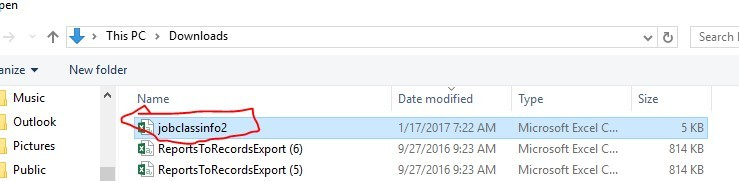 pen
This PC > Downloads
Search
anize New folder
Name Date modified Type Size
Music
jobclassinfo2 1/17/2017 7:22 AM Microsoft Excel C... 5 KB
Outlook
ReportsToRecordsExport (6) 9/27/2016 9:23 AM Microsoft Excel C... 814 KB
Pictures
ReportsToRecordsExport (5) 9/27/2016 9:23 AM Microsoft Excel C... 814 KB
Public